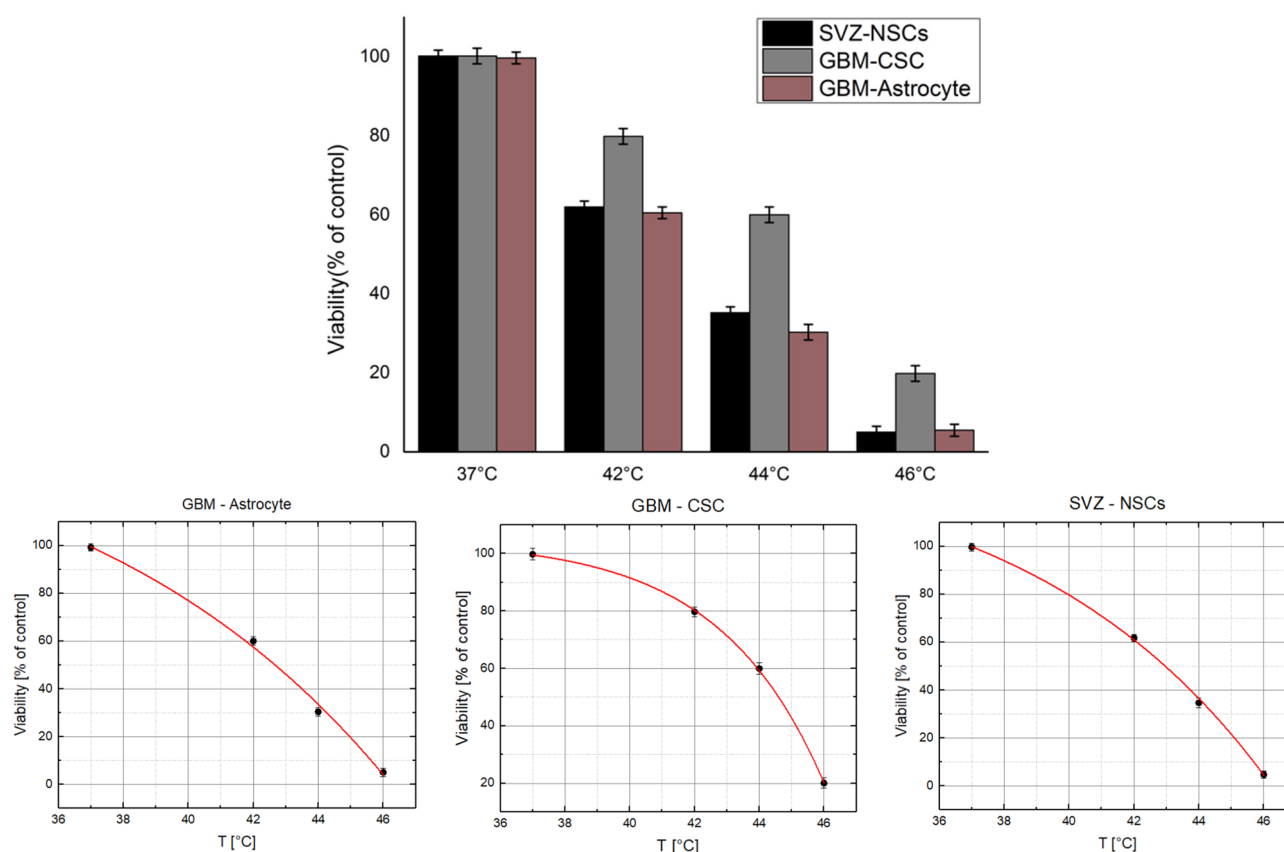 SVZ-NSCs
GBM-CSC
GBM-Astrocyte
Viability(% of control)
100
80
60
40
20
0
37°C
42°C
44°C
46°C
GBM - Astrocyte
Viability [% of control]
100
80
60
40
20
0
36
38
40
42
44
46
T [°C]
GBM - CSC
Viability [% of control]
100
80
60
40
20
36
38
40
42
44
46
T [°C]
SVZ - NSCs
Viability [% of control]
100
80
60
40
20
0
36
38
40
42
44
46
T [°C]